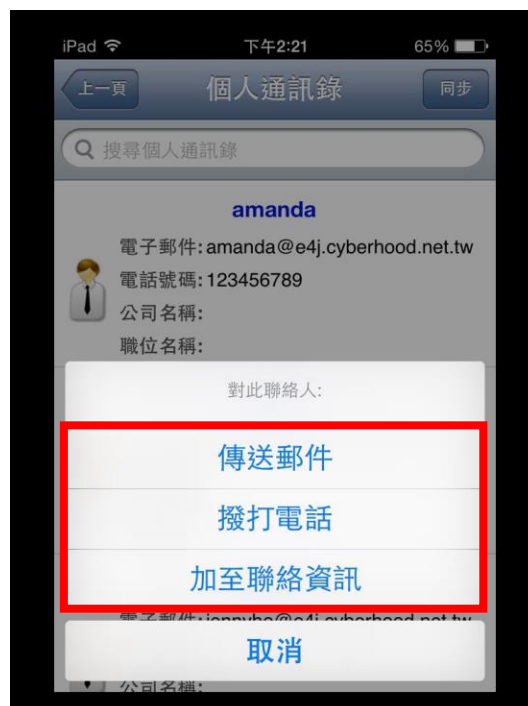 iPad 下午2:21 65%
上一頁 個人通訊錄 同步
搜尋個人通訊錄
amanda
電子郵件: amanda@e4j.cyberhood.net.tw
電話號碼: 123456789
公司名稱:
職位名稱:
對此聯絡人:
傳送郵件
撥打電話
加至聯絡資訊
取消
公司名稱: